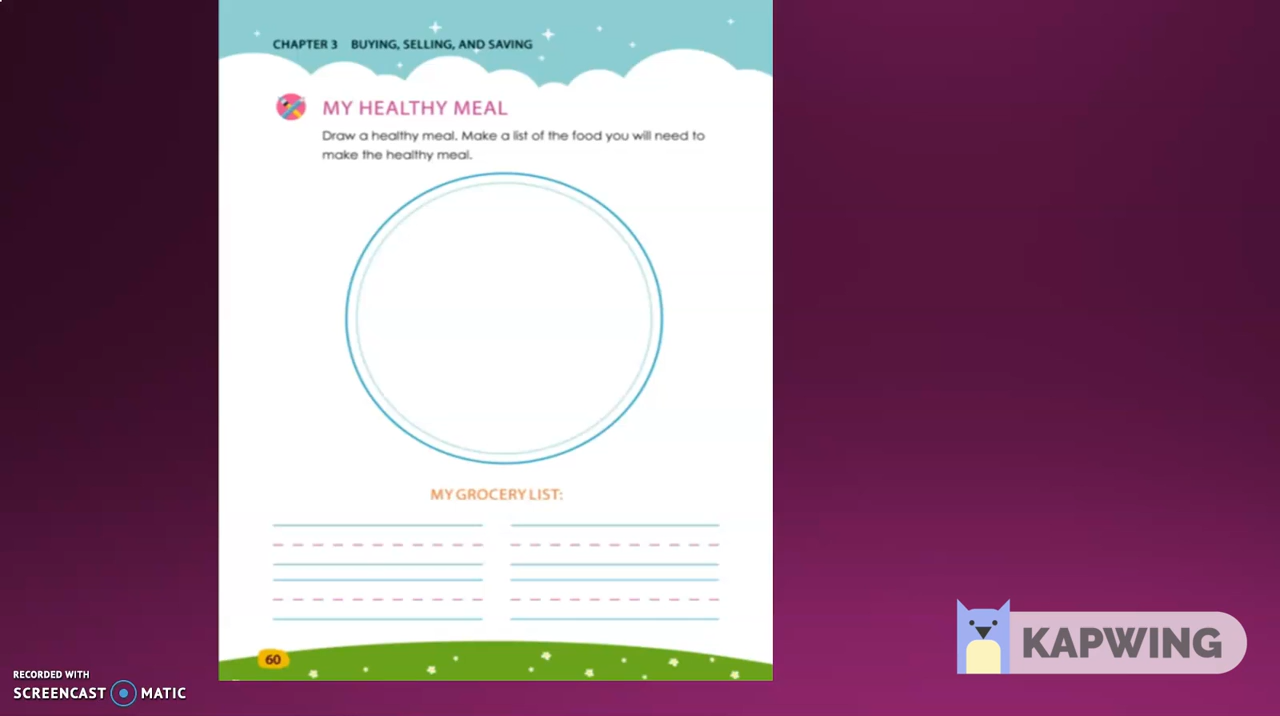 CHAPTER 3 BUYING, SELLING, AND SAVING
MY HEALTHY MEAL
Draw a healthy meal. Make a list of the food you will need to
make the healthy meal.
MY GROCERY LIST:
60
RECORDED WITH
SCREENCAST MATIC
KAPWING